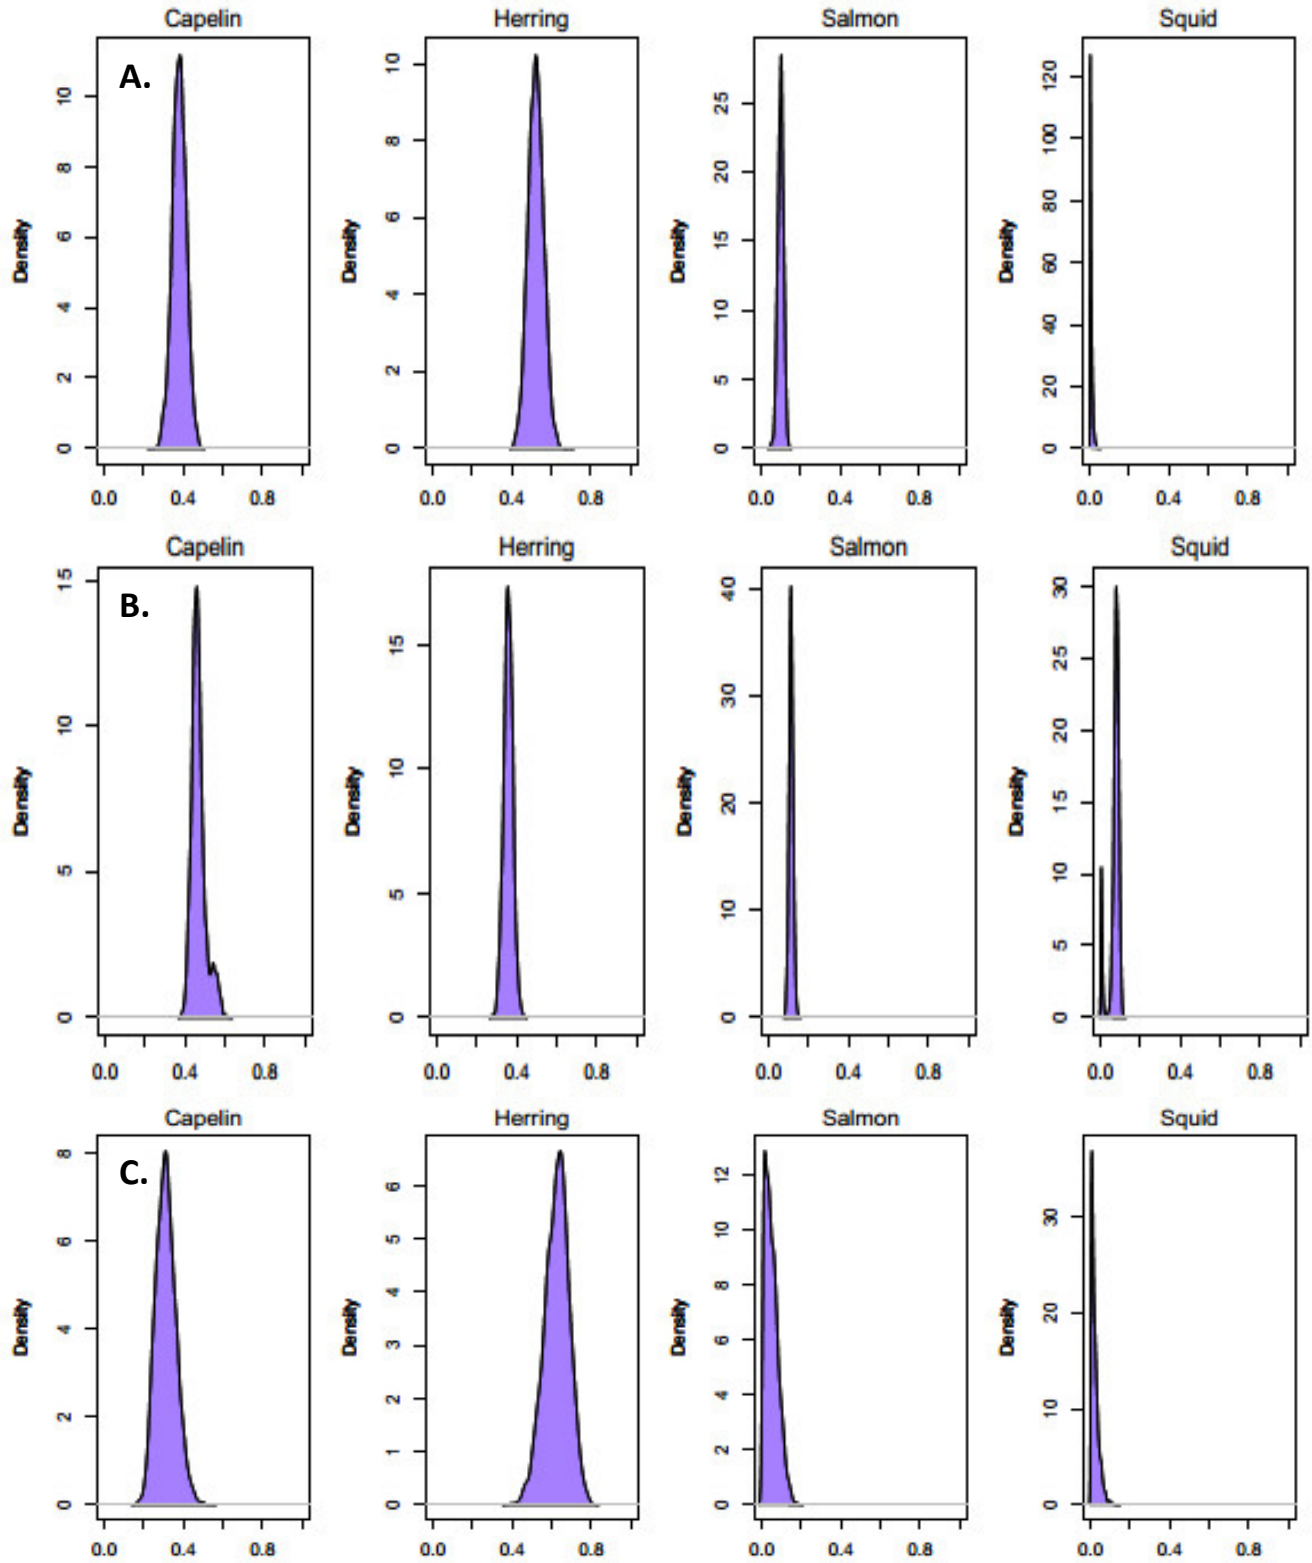 Capelin Herring Salmon Squid
A.
Density Density Density Density
0 2 4 6 8 10
0 2 4 6 8 10
0 5 10 15 20 25
0 20 40 60 80 100 120
0.0 0.4 0.8 0.0 0.4 0.8 0.0 0.4 0.8 0.0 0.4 0.8
Capelin Herring Salmon Squid
B.
Density Density Density Density
0 5 10 15
0 5 10 15
0 10 20 30 40
0 5 10 15 20 25 30
0.0 0.4 0.8 0.0 0.4 0.8 0.0 0.4 0.8 0.0 0.4 0.8
Capelin Herring Salmon Squid
C.
Density Density Density Density
0 2 4 6 8
0 1 2 3 4 5 6
0 2 4 6 8 10 12
0 10 20 30
0.0 0.4 0.8 0.0 0.4 0.8 0.0 0.4 0.8 0.0 0.4 0.8